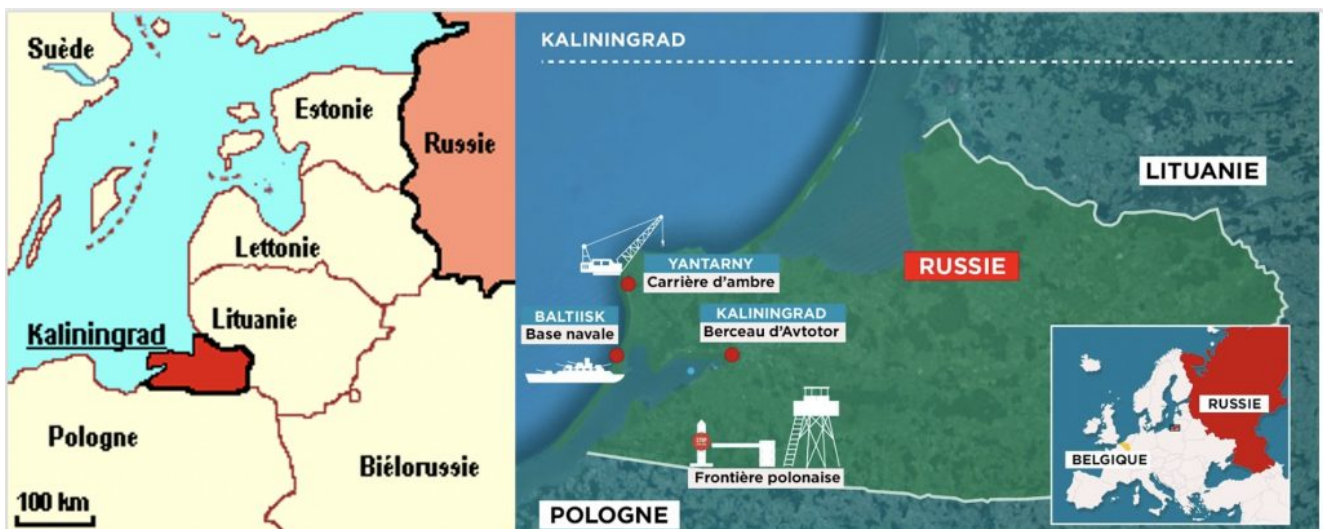 Suède
Estonie
Russie
Lettonie
Lituanie
Kaliningrad
Pologne
Biélorussie
100 km
KALININGRAD
LITUANIE
RUSSIE
YANTARNY
Carrière d'ambre
BALTIISK
Base navale
KALININGRAD
Berceau d'Avtotor
STOP
Frontière polonaise
POLOGNE
RUSSIE
BELGIQUE